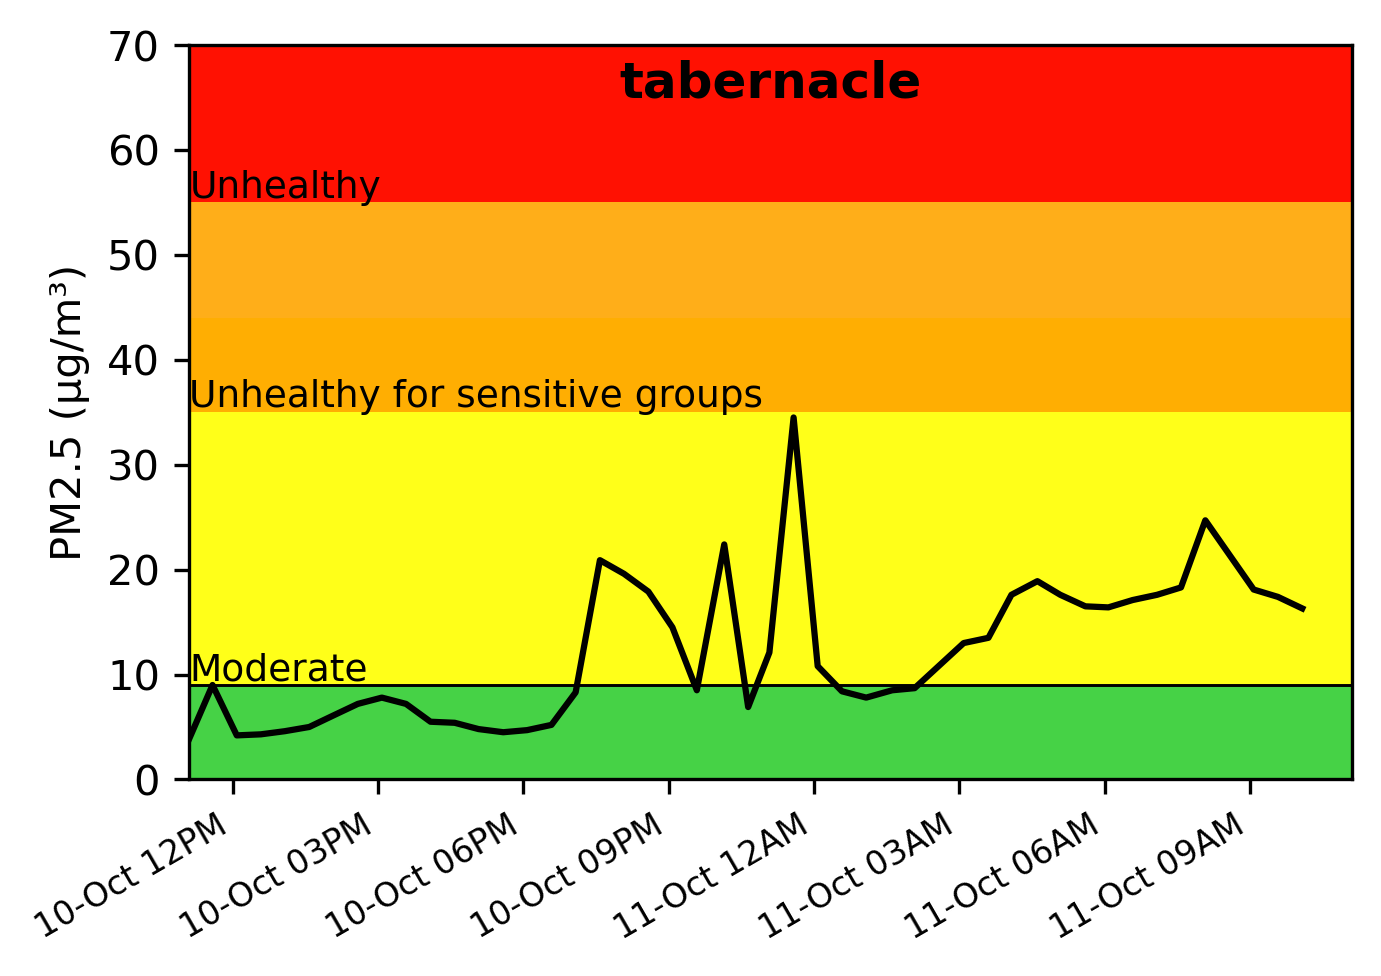 tabernacle
70
60
50
40
30
20
10
0
PM2.5 (µg/m³)
Unhealthy
Unhealthy for sensitive groups
Moderate
10-Oct 12PM
10-Oct 03PM
10-Oct 06PM
10-Oct 09PM
11-Oct 12AM
11-Oct 03AM
11-Oct 06AM
11-Oct 09AM